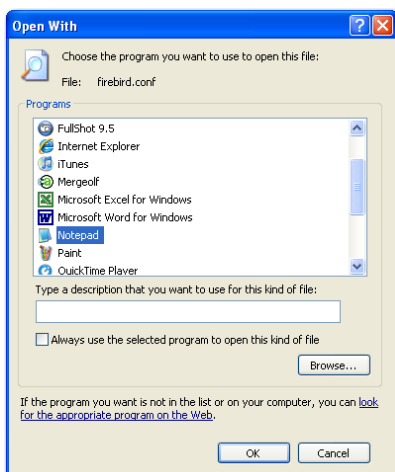 Open With
Choose the program you want to use to open this file:
File: firebird.conf
Programs
FullShot 9.5
Internet Explorer
iTunes
Mergeolf
Microsoft Excel for Windows
Microsoft Word for Windows
Notepad
Paint
QuickTime Player
Type a description that you want to use for this kind of file:
Always use the selected program to open this kind of file
Browse...
If the program you want is not in the list or on your computer, you can look
for the appropriate program on the Web.
OK Cancel